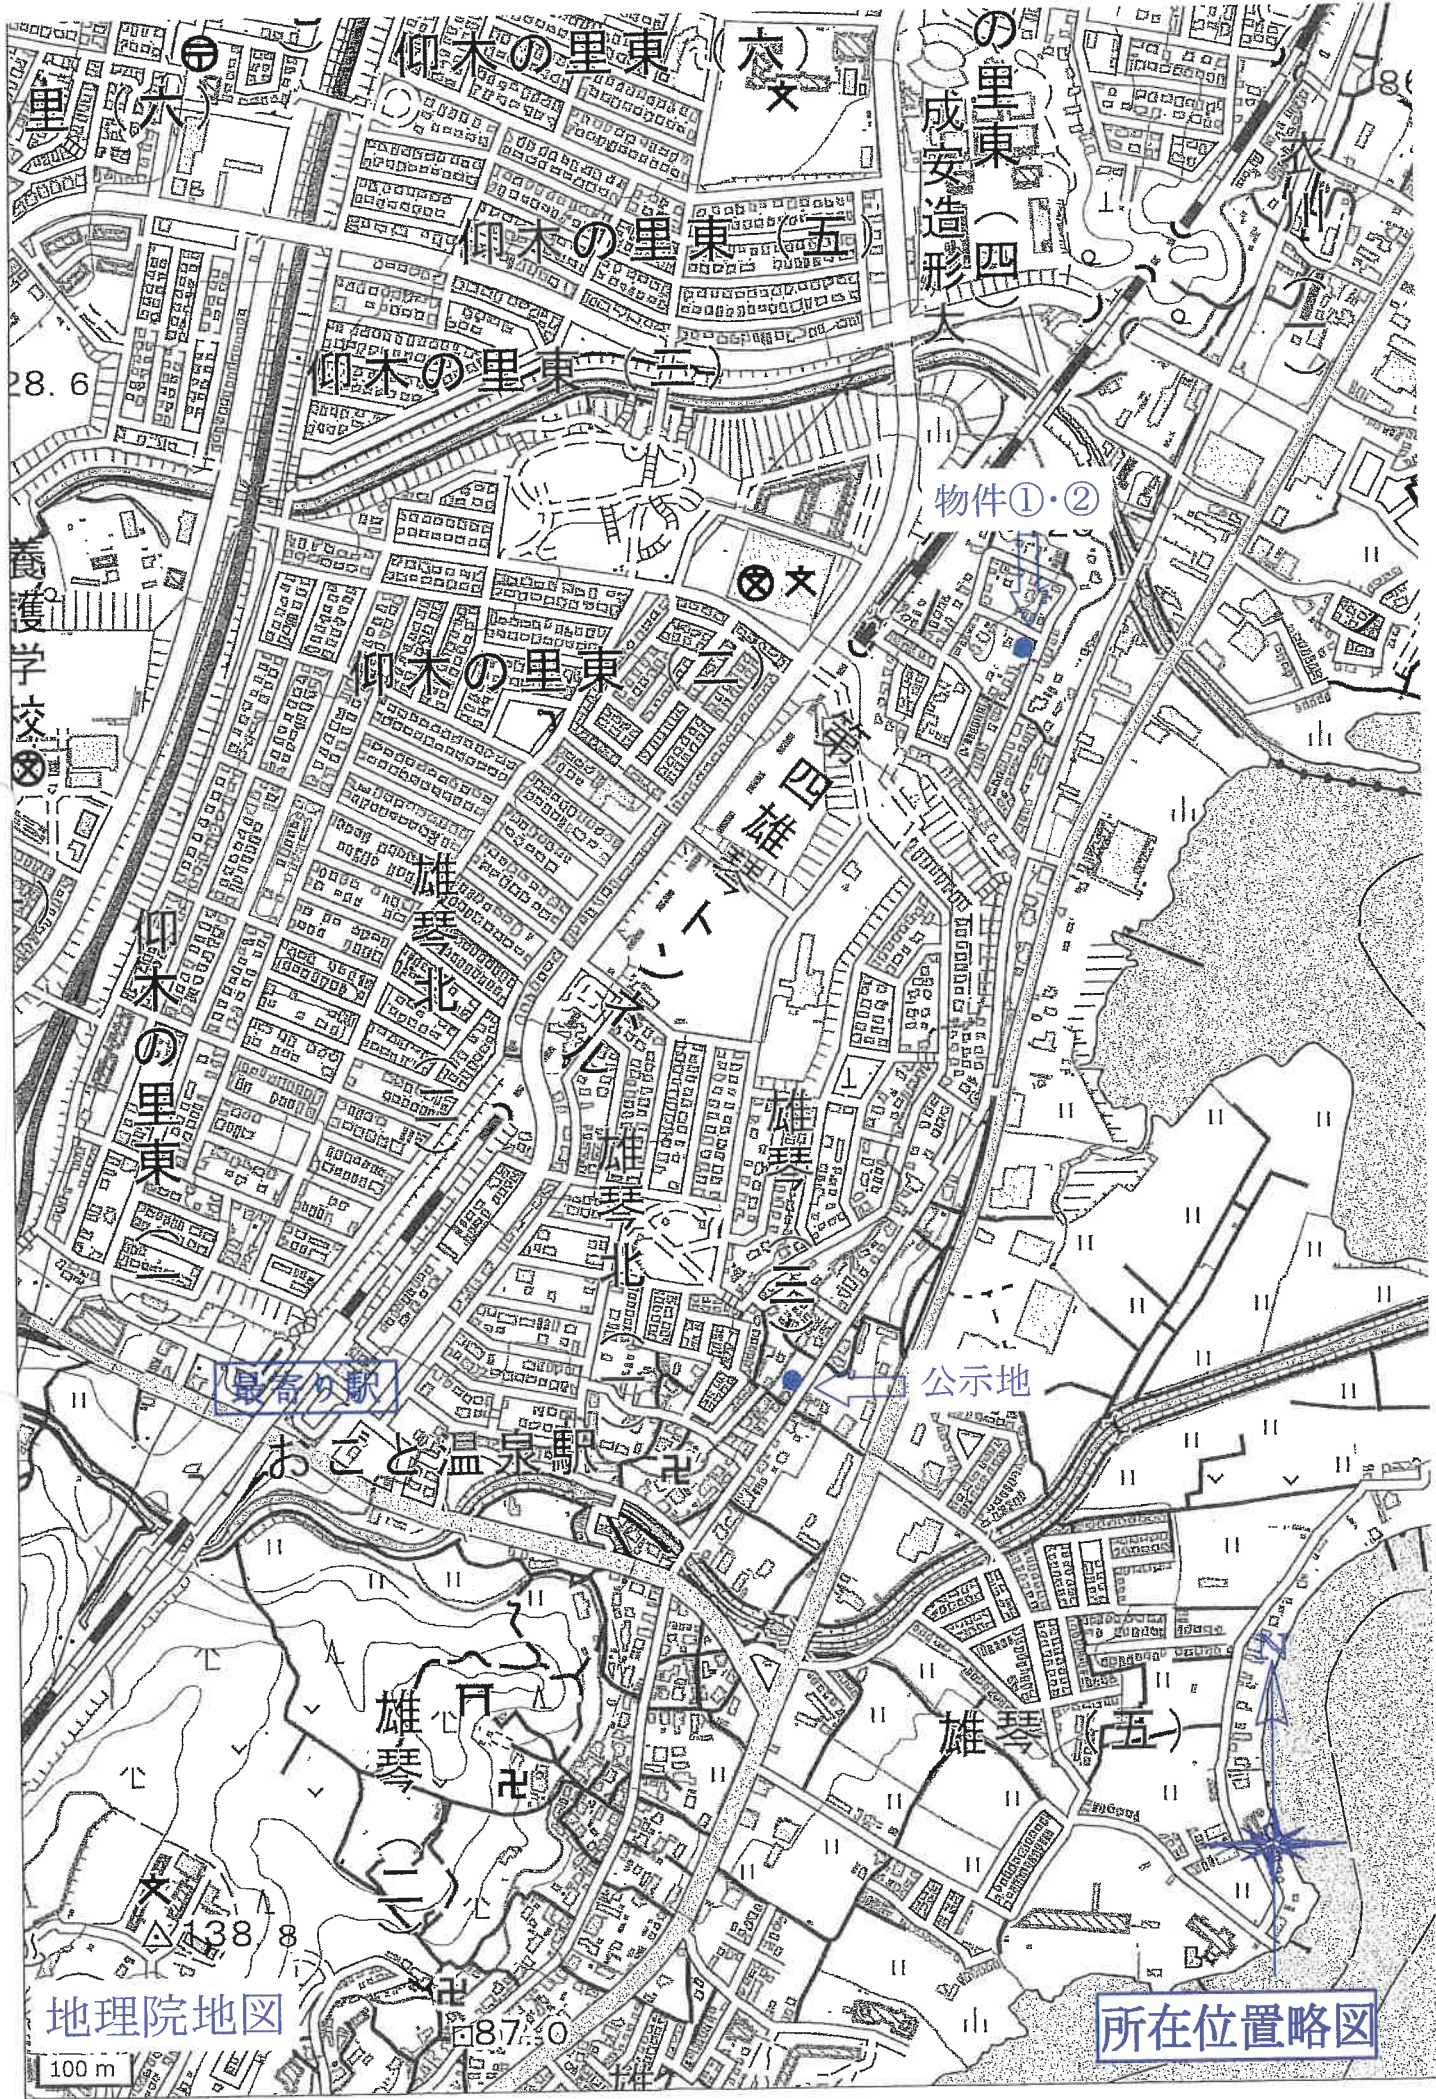 仰木の里東(六)
里(六)
の里東(四)
成安造形大
86
衣川(一)
仰木の里東(五)
仰木の里東(三)
28.6
物件①・②
養護学校
仰木の里東(二)
第四雄琴トンネル
雄琴北(二)
仰木の里東(一)
雄琴北(一)
雄琴(三)
最寄り駅
公示地
おごと温泉駅
N
雄琴(二)
雄琴(五)
138.8
地理院地図
87.0
所在位置略図
100 m
雄